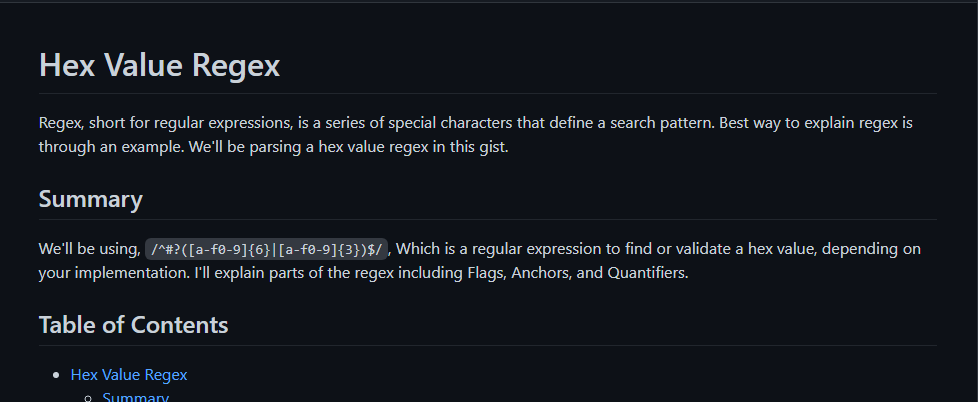 Hex Value Regex
Regex, short for regular expressions, is a series of special characters that define a search pattern. Best way to explain regex is
through an example. We'll be parsing a hex value regex in this gist.
Summary
We'll be using, /^#?([a-f0-9]{6}|[a-f0-9]{3})$/, Which is a regular expression to find or validate a hex value, depending on
your implementation. I'll explain parts of the regex including Flags, Anchors, and Quantifiers.
Table of Contents
Hex Value Regex
Summary